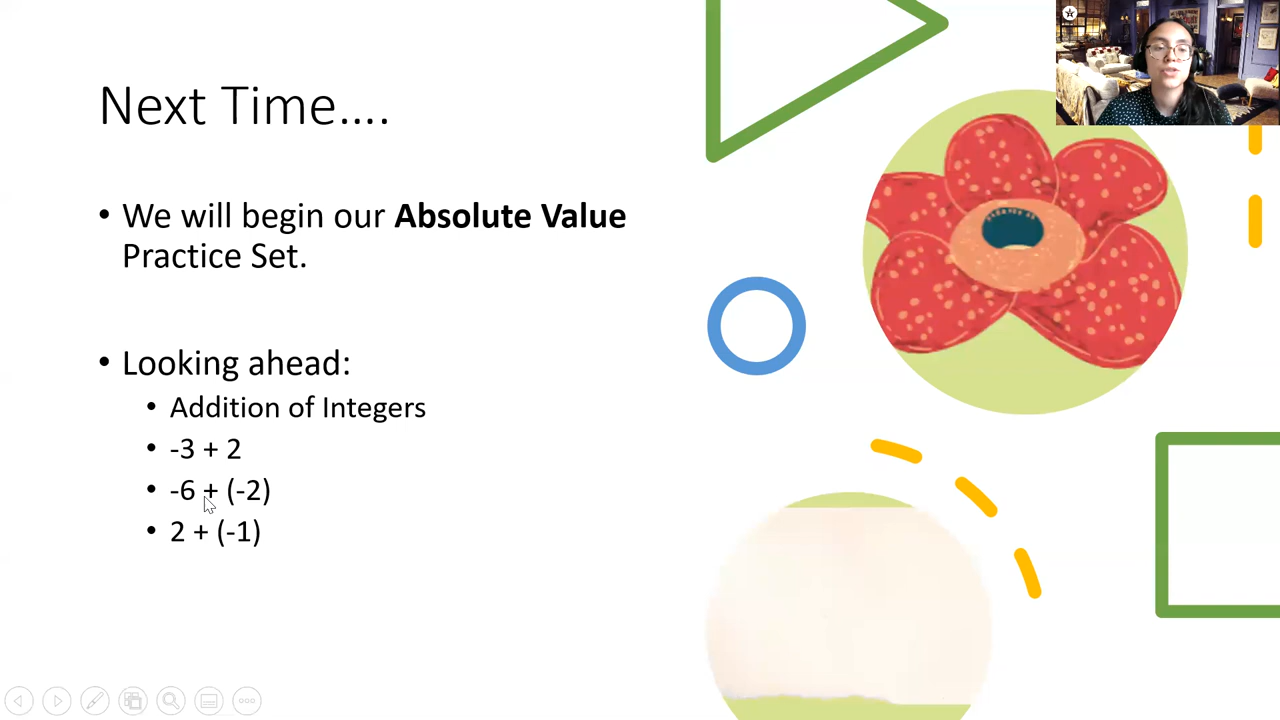 Next Time....
• We will begin our Absolute Value
Practice Set.
• Looking ahead:
• Addition of Integers
• -3 + 2
• -6 + (-2)
• 2 + (-1)